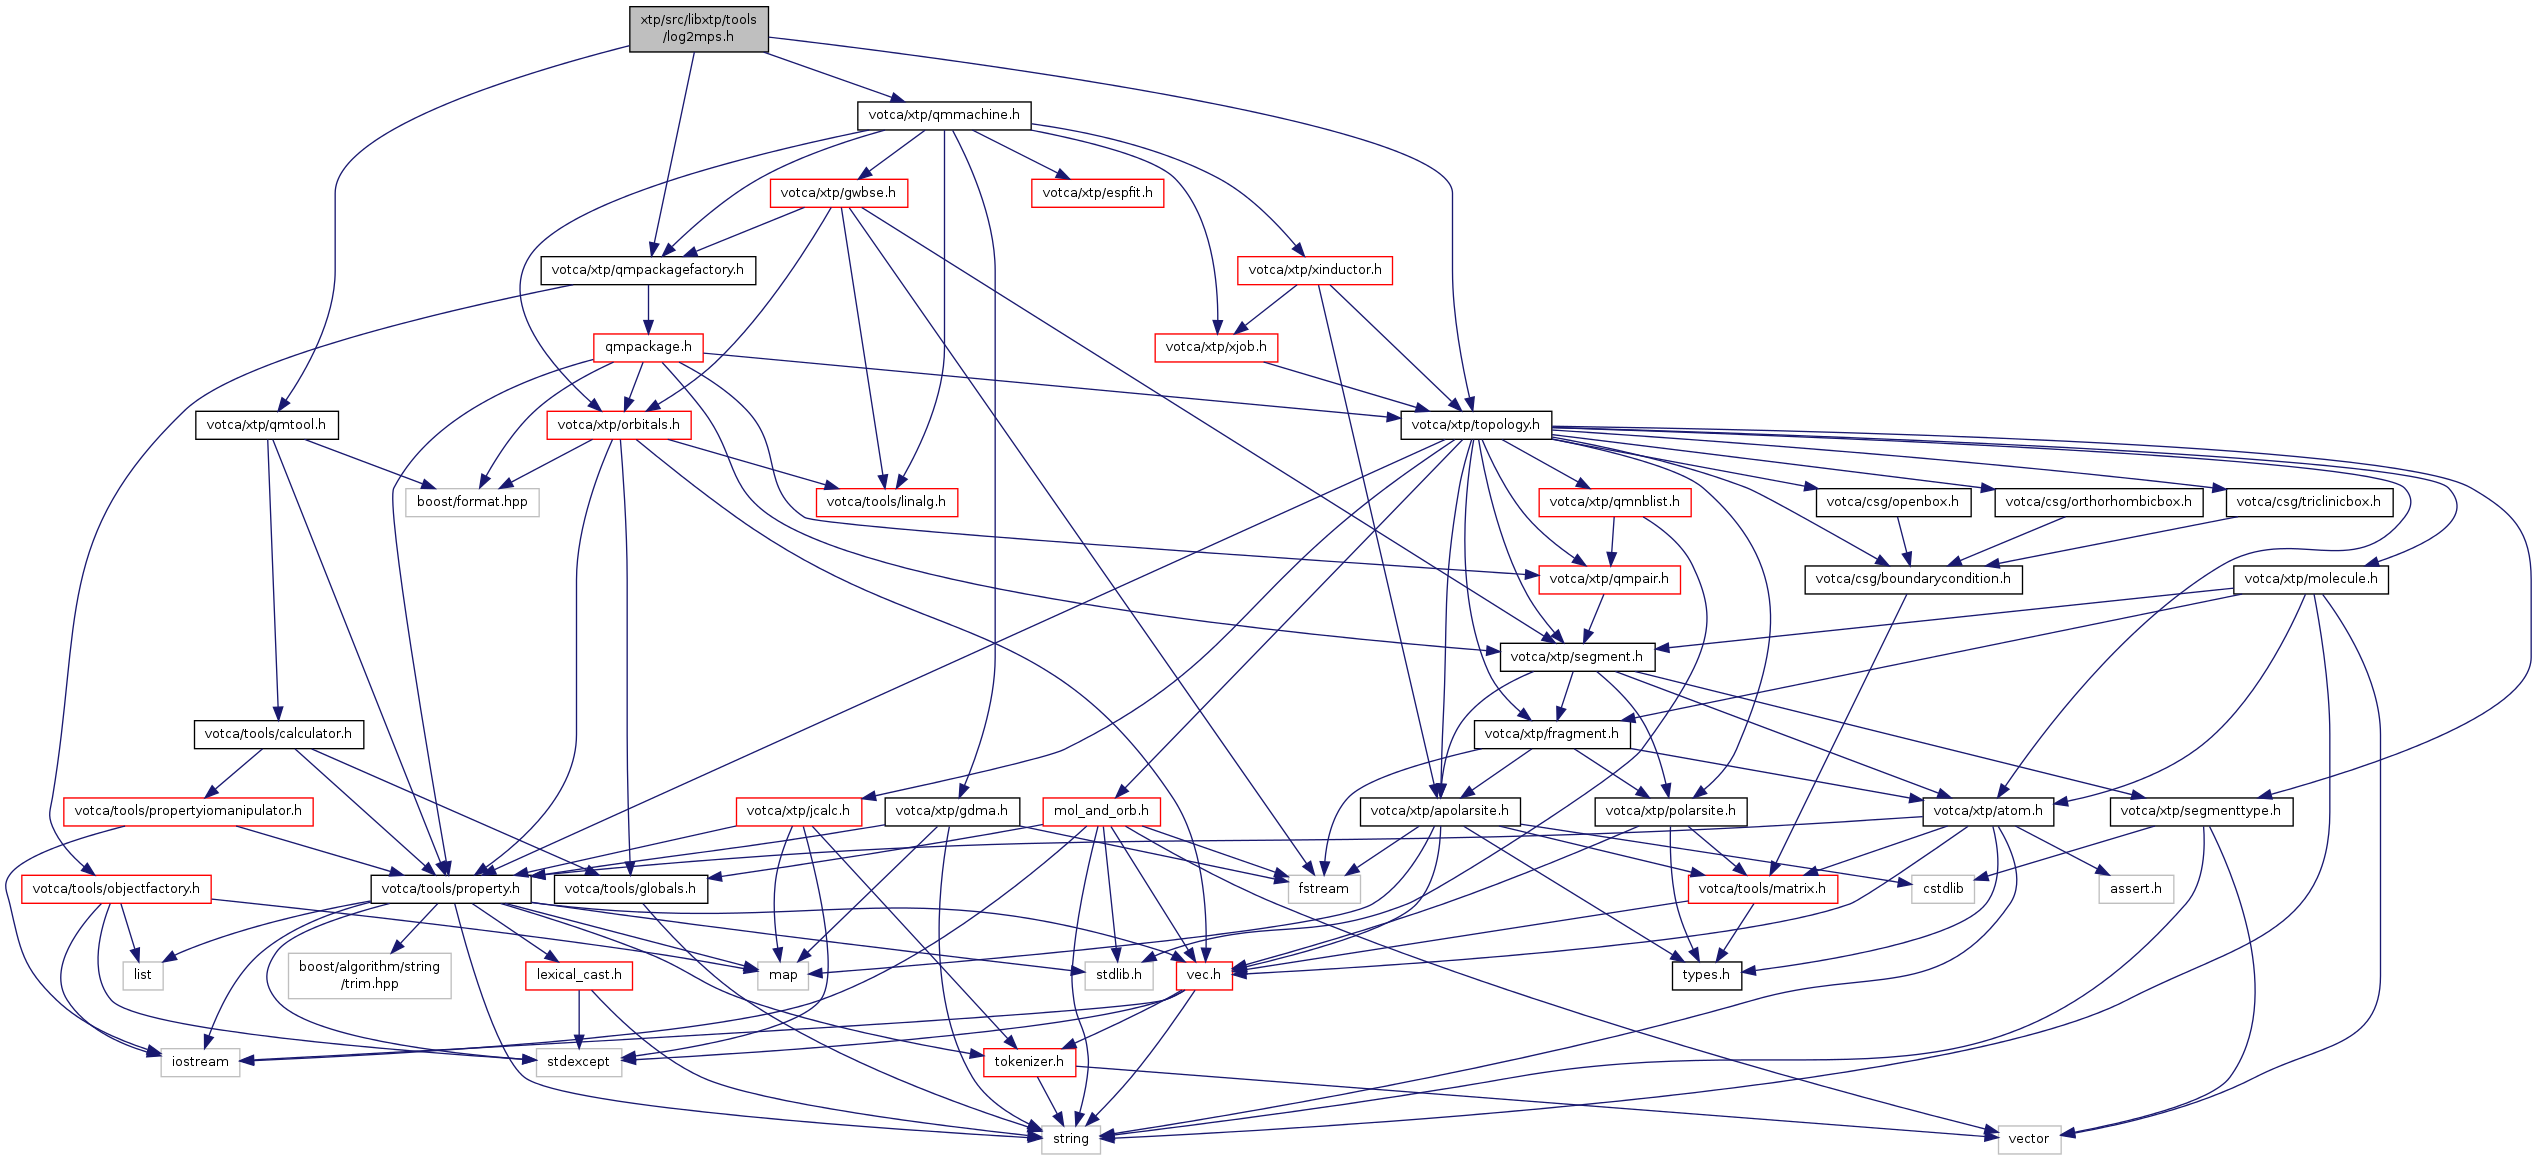 xtp/src/libxtp/tools
/log2mps.h
votca/xtp/qmmachine.h
votca/xtp/gwbse.h
votca/xtp/espfit.h
votca/xtp/qmpackagefactory.h
votca/xtp/xinductor.h
qmpackage.h
votca/xtp/xjob.h
votca/xtp/qmtool.h
votca/xtp/orbitals.h
votca/xtp/topology.h
boost/format.hpp
votca/tools/linalg.h
votca/xtp/qmnblist.h
votca/csg/openbox.h
votca/csg/orthorhombicbox.h
votca/csg/triclinicbox.h
votca/xtp/qmpair.h
votca/csg/boundarycondition.h
votca/xtp/molecule.h
votca/xtp/segment.h
votca/tools/calculator.h
votca/xtp/fragment.h
votca/tools/propertyiomanipulator.h
votca/xtp/jcalc.h
votca/xtp/gdma.h
mol_and_orb.h
votca/xtp/apolarsite.h
votca/xtp/polarsite.h
votca/xtp/atom.h
votca/xtp/segmenttype.h
votca/tools/objectfactory.h
votca/tools/property.h
votca/tools/globals.h
fstream
votca/tools/matrix.h
cstdlib
assert.h
list
boost/algorithm/string
/trim.hpp
lexical_cast.h
map
stdlib.h
vec.h
types.h
iostream
stdexcept
tokenizer.h
string
vector